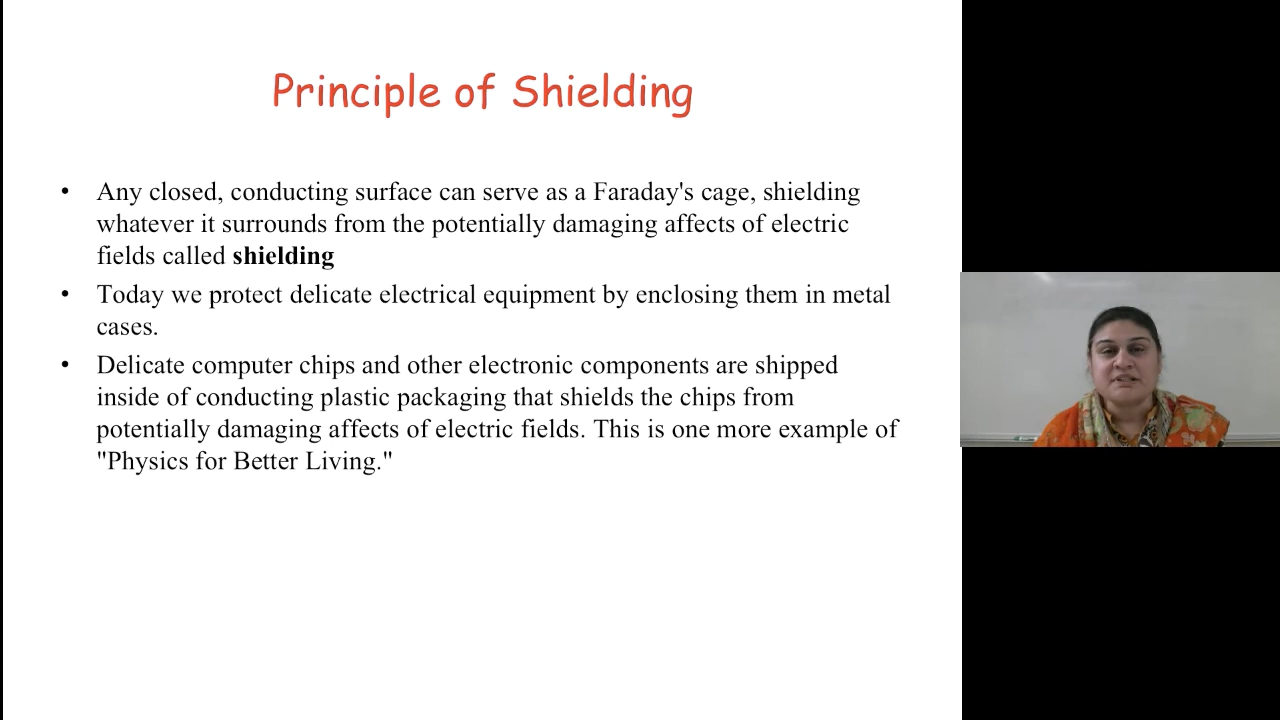 Principle of Shielding
• Any closed, conducting surface can serve as a Faraday's cage, shielding
whatever it surrounds from the potentially damaging affects of electric
fields called shielding
• Today we protect delicate electrical equipment by enclosing them in metal
cases.
• Delicate computer chips and other electronic components are shipped
inside of conducting plastic packaging that shields the chips from
potentially damaging affects of electric fields. This is one more example of
"Physics for Better Living."